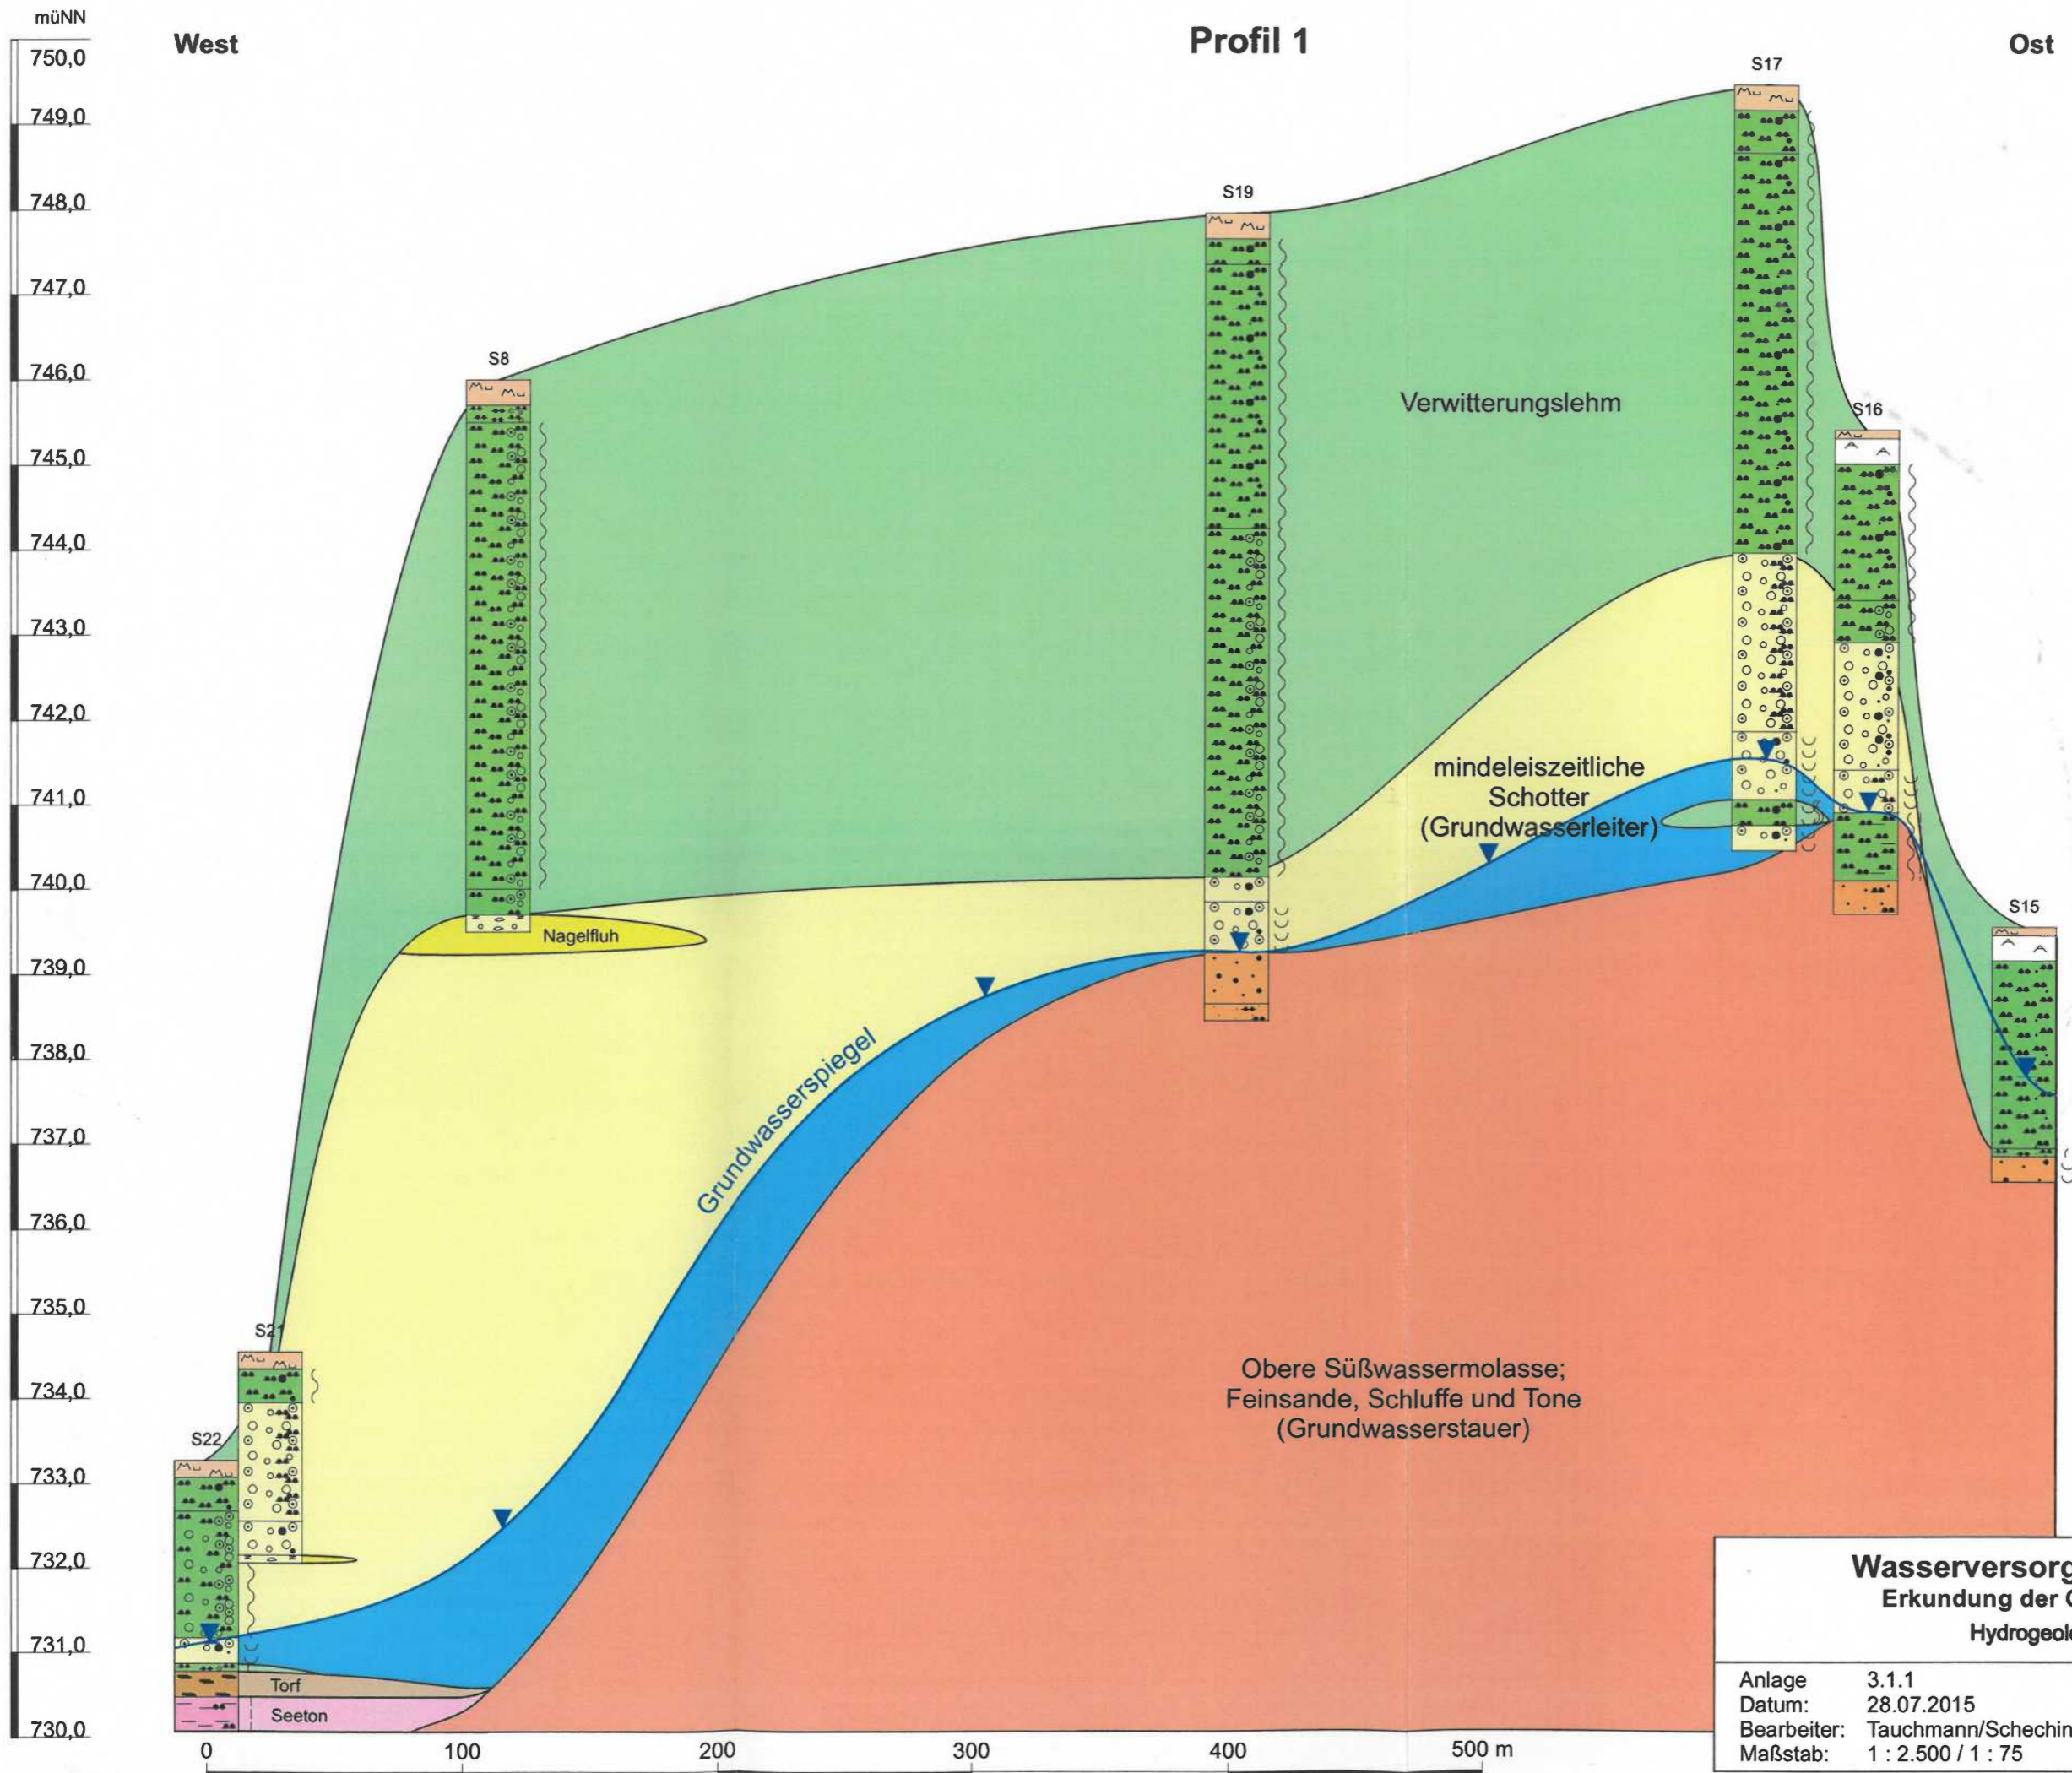 müNN
West
Profil 1
Ost
750,0
749,0
748,0
747,0
746,0
745,0
744,0
743,0
742,0
741,0
740,0
739,0
738,0
737,0
736,0
735,0
734,0
733,0
732,0
731,0
730,0
S17
S19
S8
S16
S15
S21
S22
Verwitterungslehm
mindeleiszeitliche
Schotter
(Grundwasserleiter)
Nagelfluh
Grundwasserspiegel
Obere Süßwassermolasse;
Feinsande, Schluffe und Tone
(Grundwasserstauer)
Torf
Seeton
0 100 200 300 400 500 m
Wasserversorg
Erkundung der
Hydrogeol
Anlage 3.1.1
Datum: 28.07.2015
Bearbeiter: Tauchmann/Schechin
Maßstab: 1 : 2.500 / 1 : 75